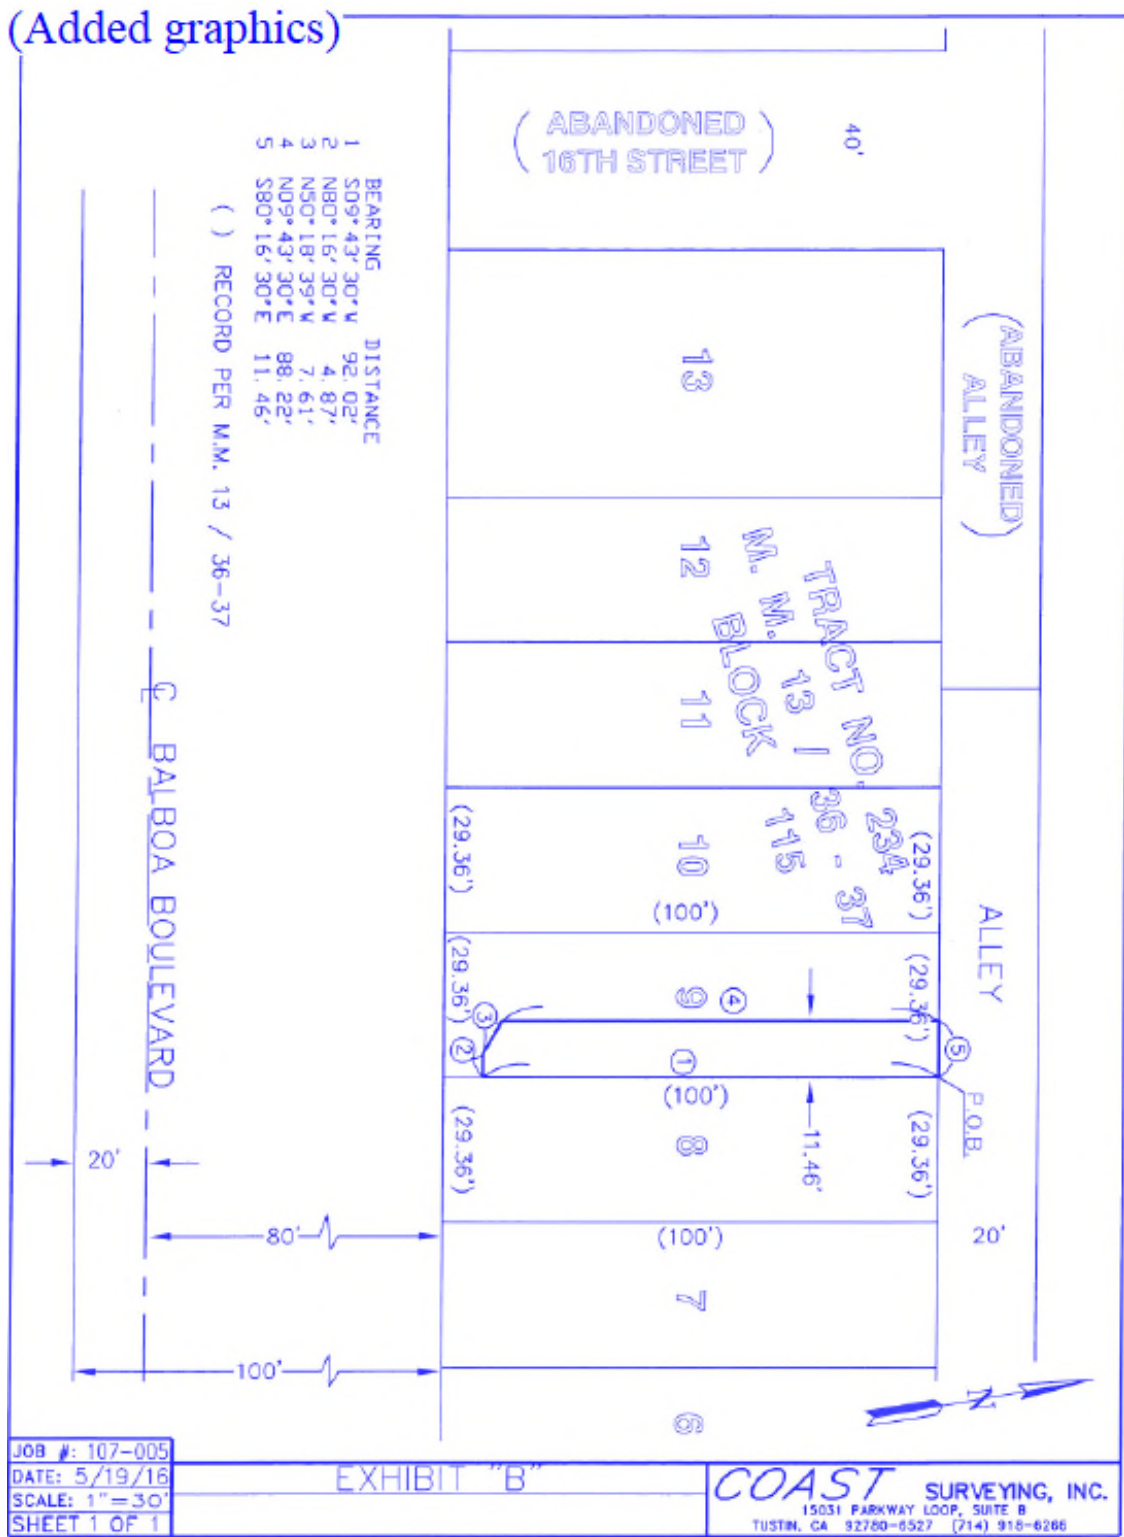 (Added graphics)
(ABANDONED
16TH STREET)
40'
BEARING DISTANCE
1 S09°43'30"W 92.02'
2 N80°16'30"W 4.87'
3 N50°18'39"W 7.61'
4 N09°43'30"E 88.22'
5 S80°16'30"E 11.46'
( ) RECORD PER M.M. 13 / 36-37
(ABANDONED
ALLEY)
13
12
11
10
9
8
7
6
TRACT NO. 234
M. M. 13 / 36 - 37
BLOCK 115
(29.36')
(29.36')
(100')
(29.36')
(29.36')
4
3
2
1
5
(100')
(29.36')
(29.36')
11.46'
P.O.B.
ALLEY
20'
(100')
℄ BALBOA BOULEVARD
20'
80'
100'
N
JOB #: 107-005
DATE: 5/19/16
SCALE: 1"=30'
SHEET 1 OF 1
EXHIBIT "B"
COAST SURVEYING, INC.
15031 PARKWAY LOOP, SUITE B
TUSTIN, CA 92780-6527 (714) 918-6266